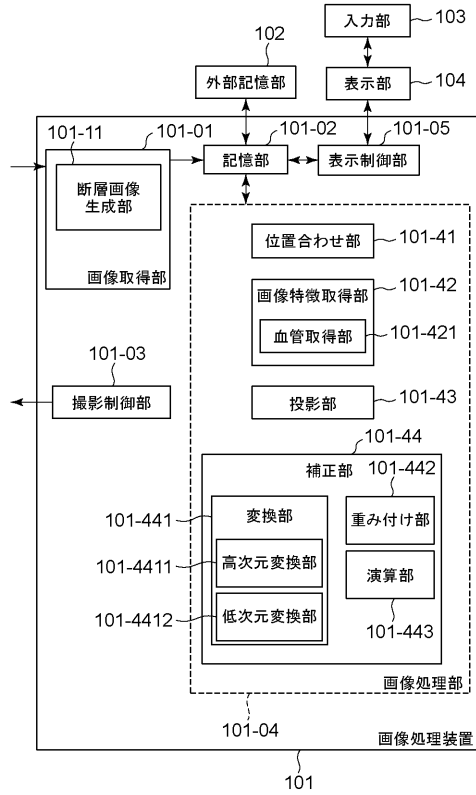 入力部
103
102
外部記憶部
表示部
104
101-11
101-01
101-02
101-05
断層画像
生成部
画像取得部
記憶部
表示制御部
位置合わせ部
101-41
画像特徴取得部
101-42
血管取得部
101-421
101-03
撮影制御部
投影部
101-43
101-44
補正部
101-442
101-441
変換部
重み付け部
101-4411
高次元変換部
演算部
101-4412
低次元変換部
101-443
画像処理部
101-04
画像処理装置
101